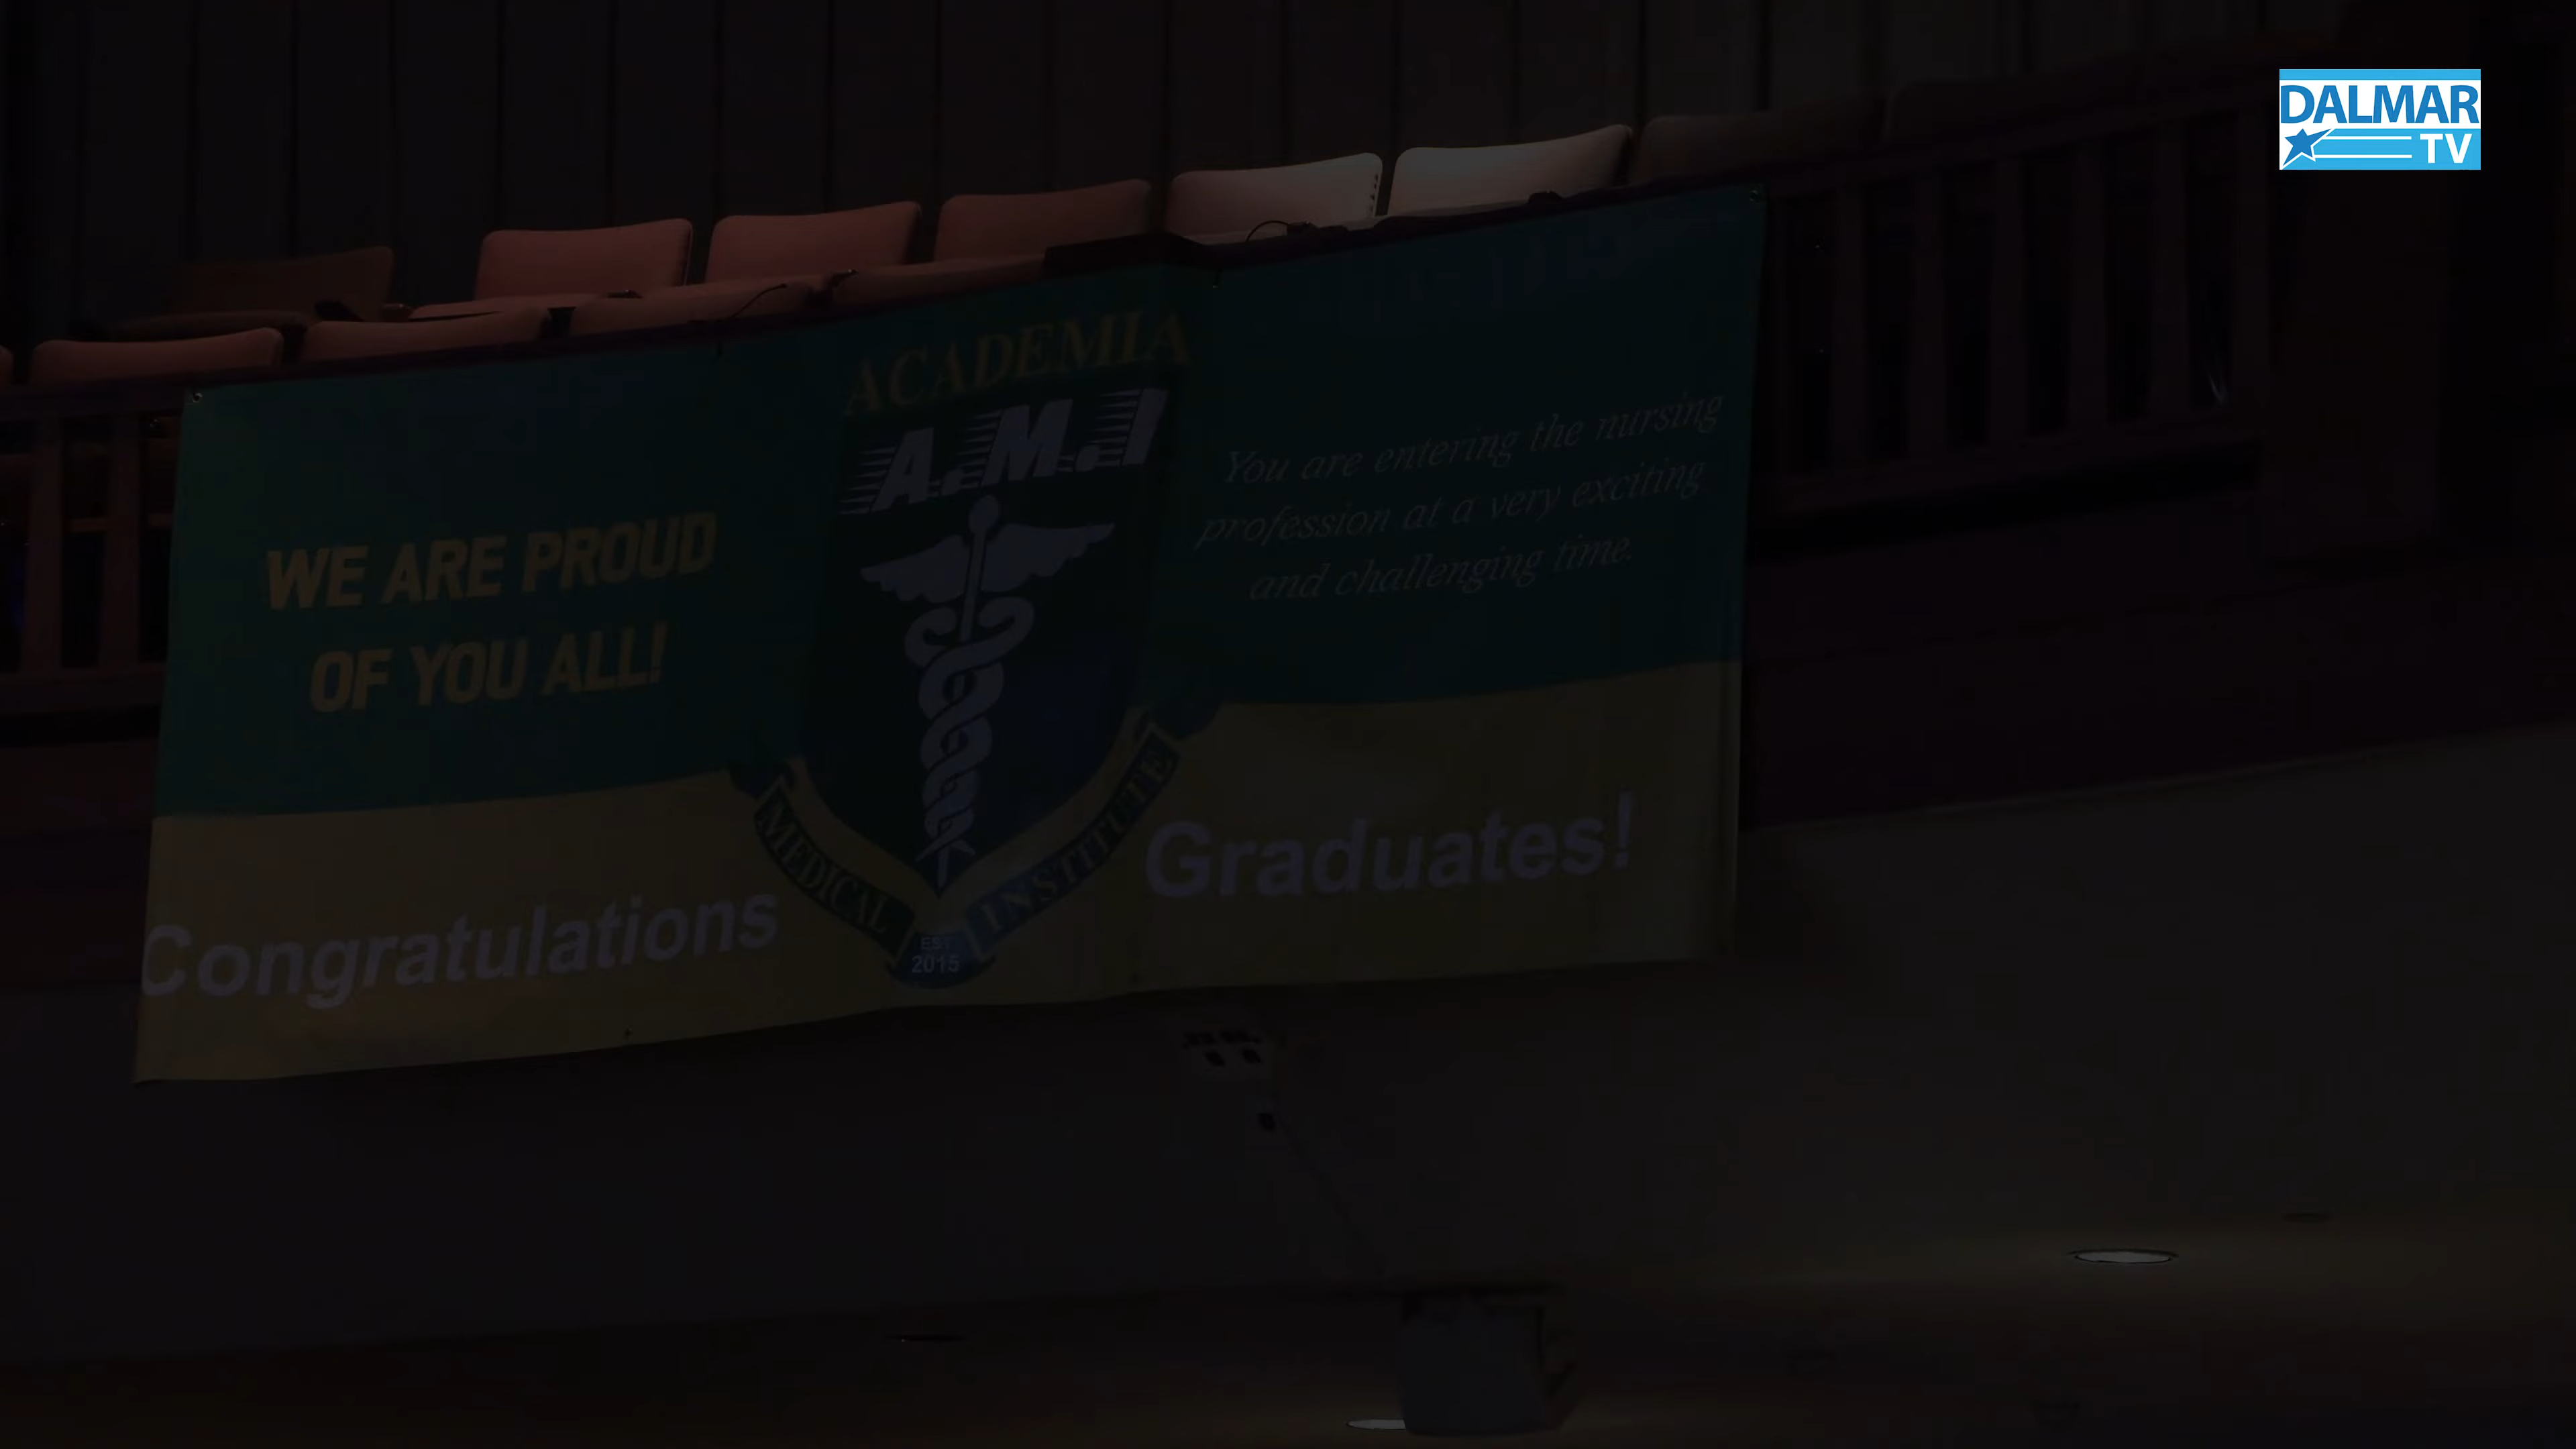 DALMAR
TV
ACADEMIA
A.M.I
WE ARE PROUD
OF YOU ALL!
You are entering the nursing
profession at a very exciting
and challenging time.
MEDICAL INSTITUTE
EST.
2015
Congratulations Graduates!